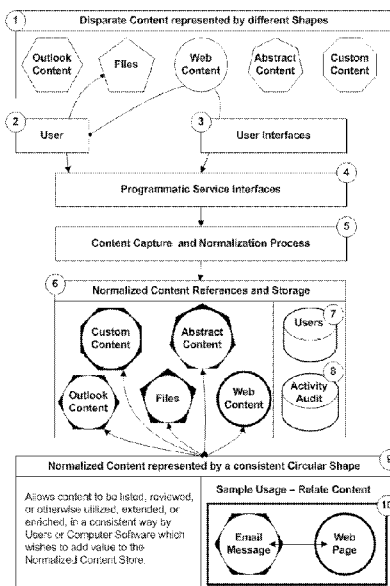 1 Disparate Content represented by different Shapes
Outlook
Content
Files
Web
Content
Abstract
Content
Custom
Content
2 User
3 User Interfaces
4
Programmatic Service Interfaces
5
Content Capture and Normalization Process
6 Normalized Content References and Storage
Custom
Content
Abstract
Content
Outlook
Content
Files
Web
Content
7
Users
8
Activity
Audit
9
Normalized Content represented by a consistent Circular Shape
Allows content to be listed, reviewed,
or otherwise utilized, extended, or
enriched, in a consistent way by
Users or Computer Software which
wishes to add value to the
Normalized Content Store.
Sample Usage – Relate Content
10
Email
Message
Web
Page